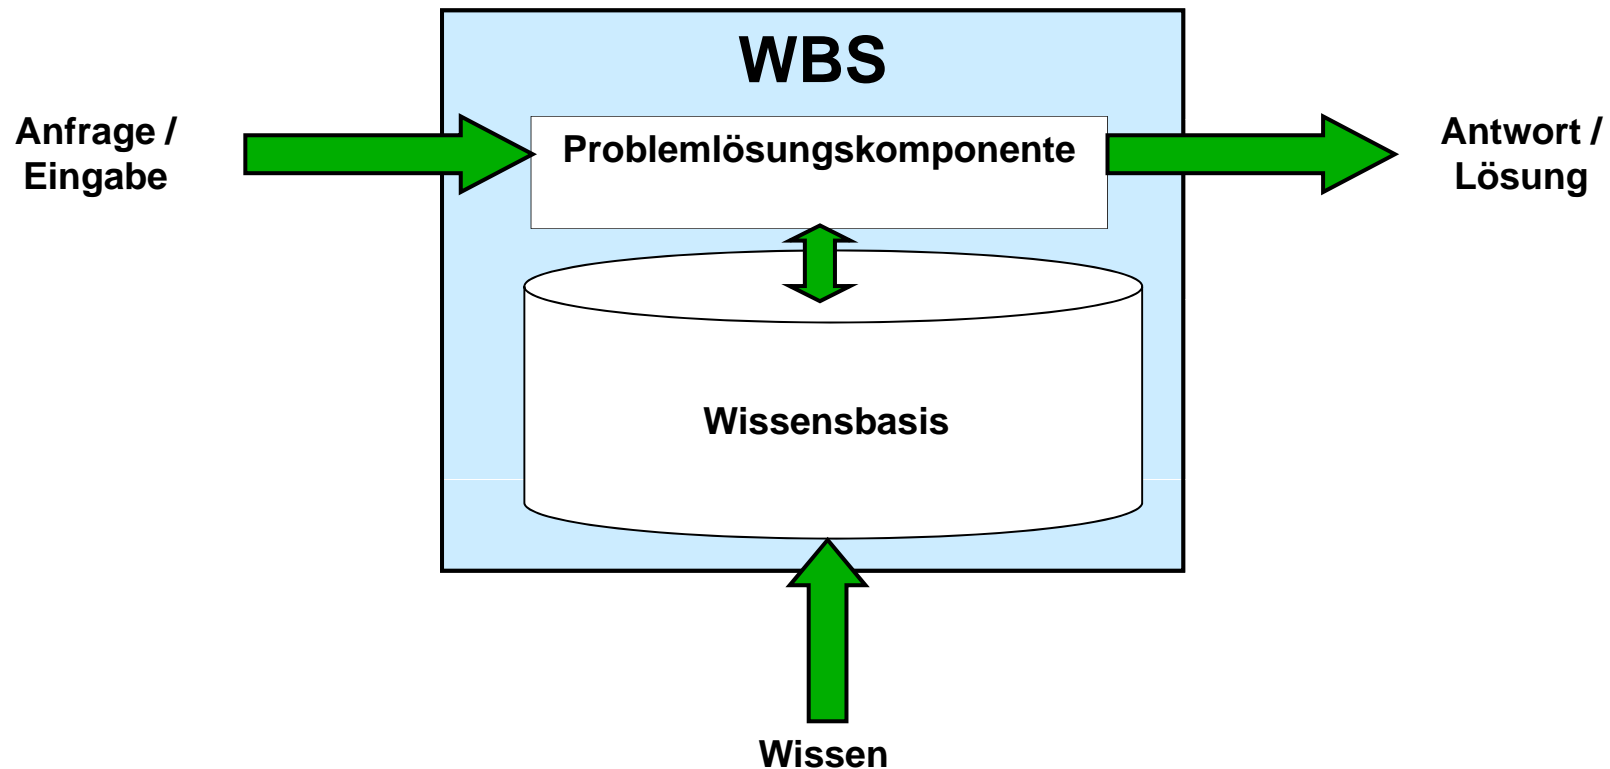 WBS
Anfrage /
Eingabe
Problemlösungskomponente
Antwort /
Lösung
Wissensbasis
Wissen